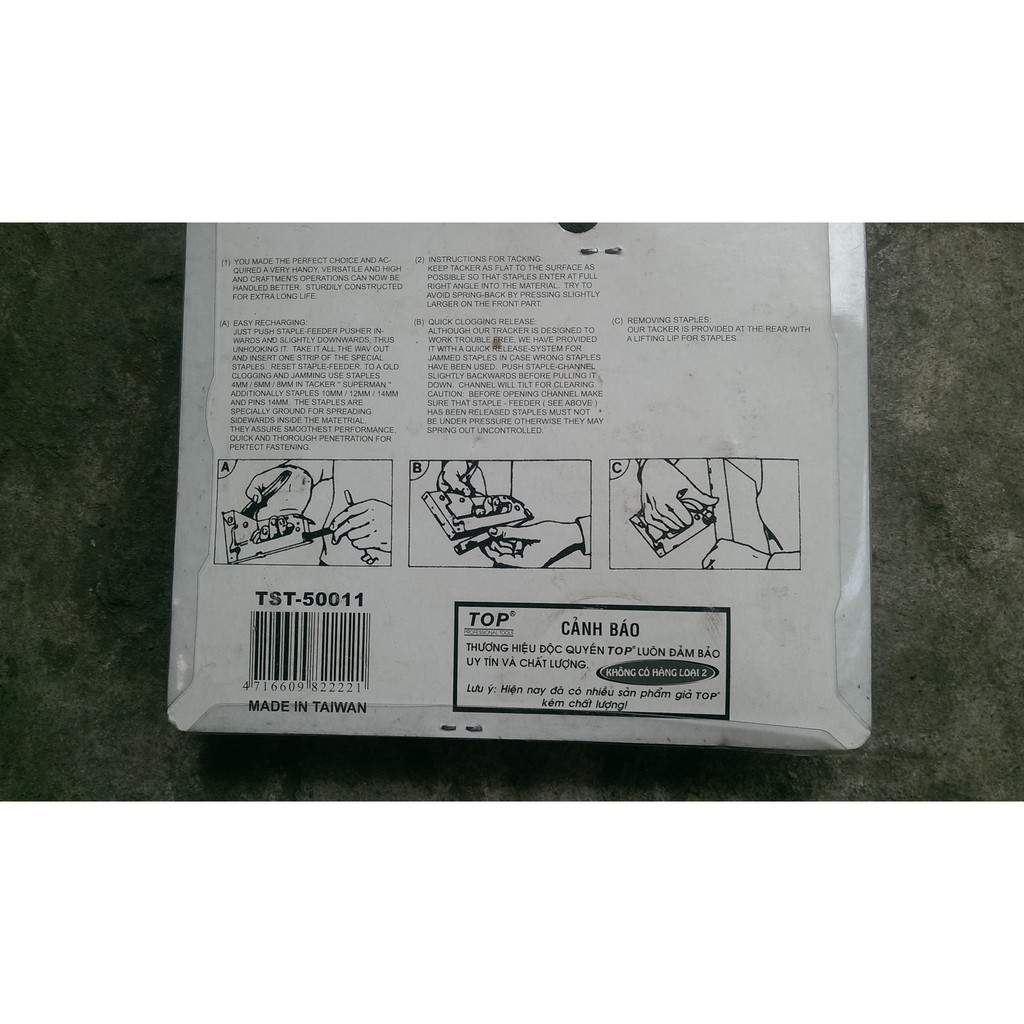 (1) YOU MADE THE PERFECT CHOICE AND AC-
QUIRED A VERY HANDY, VERSATILE AND HIGH
AND CRAFTMEN'S OPERATIONS CAN NOW BE
HANDLED BETTER. STURDILY CONSTRUCTED
FOR EXTRA LONG LIFE.
(2) INSTRUCTIONS FOR TACKING:
KEEP TACKER AS FLAT TO THE SURFACE AS
POSSIBLE SO THAT STAPLES ENTER AT FULL
RIGHT ANGLE INTO THE MATERIAL. TRY TO
AVOID SPRING-BACK BY PRESSING SLIGHTLY
LARGER ON THE FRONT PART.
(A) EASY RECHARGING:
JUST PUSH STAPLE-FEEDER PUSHER IN-
WARDS AND SLIGHTLY DOWNWARDS, THUS
UNHOOKING IT. TAKE IT ALL THE WAV OUT
AND INSERT ONE STRIP OF THE SPECIAL
STAPLES. RESET STAPLE-FEEDER. TO A QLD
CLOGGING AND JAMMING USE STAPLES
4MM / 6MM / 8MM IN TACKER " SUPERMAN "
ADDITIONALLY STAPLES 10MM / 12MM / 14MM
AND PINS 14MM. THE STAPLES ARE
SPECIALLY GROUND FOR SPREADING
SIDEWARDS INSIDE THE MATETRIAL.
THEY ASSURE SMOOTHEST PERFORMANCE,
QUICK AND THOROUGH PENETRATION FOR
PERTECT FASTENING.
(B) QUICK CLOGGING RELEASE:
ALTHOUGH OUR TRACKER IS DESIGNED TO
WORK TROUBLE FREE, WE HAVE PROVIDED
IT WITH A QUICK RELEASE-SYSTEM FOR
JAMMED STAPLES IN CASE WRONG STAPLES
HAVE BEEN USED. PUSH STAPLE-CHANNEL
SLIGHTLY BACKWARDS BEFORE PULLING IT
DOWN. CHANNEL WILL TILT FOR CLEARING
CAUTION: BEFORE OPENING CHANNEL MAKE
SURE THAT STAPLE - FEEDER ( SEE ABOVE )
HAS BEEN RELEASED STAPLES MUST NOT
BE UNDER PRESSURE OTHERWISE THEY MAY
SPRING OUT UNCONTROLLED.
(C) REMOVING STAPLES:
OUR TACKER IS PROVIDED AT THE REAR WITH
A LIFTING LIP FOR STAPLES.
A
B
C
TST-50011
4 716609 822221
MADE IN TAIWAN
TOP®
PROFESSIONAL TOOLS
CẢNH BÁO
THƯƠNG HIỆU ĐỘC QUYỀN TOP® LUÔN ĐẢM BẢO
UY TÍN VÀ CHẤT LƯỢNG.
KHÔNG CÓ HÀNG LOẠI 2
Lưu ý: Hiện nay đã có nhiều sản phẩm giả TOP®
kém chất lượng!